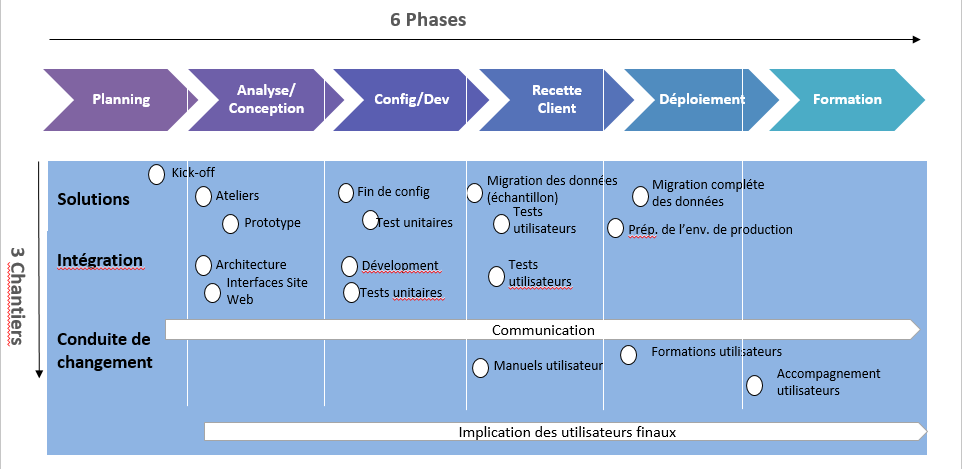 6 Phases
Planning
Analyse/
Conception
Config/Dev
Recette
Client
Déploiement
Formation
3 Chantiers
Solutions
Kick-off
Ateliers
Prototype
Fin de config
Test unitaires
Migration des données
(échantillon)
Tests
utilisateurs
Migration compléte
des données
Prép. de l'env. de production
Intégration
Architecture
Interfaces Site
Web
Dévelopment
Tests unitaires
Tests
utilisateurs
Conduite de
changement
Communication
Manuels utilisateur
Formations utilisateurs
Accompagnement
utilisateurs
Implication des utilisateurs finaux